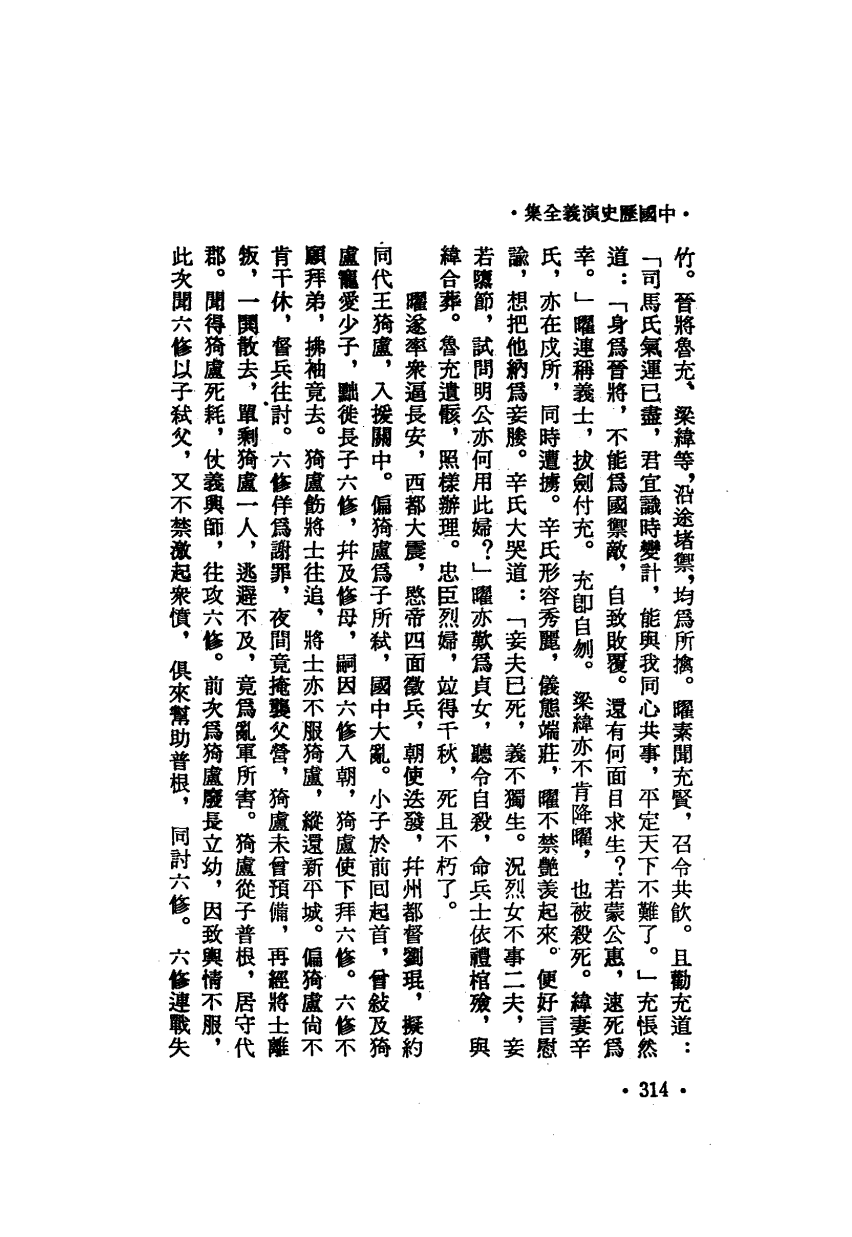 •中國歷史演義全集•
竹。晉將魯充、梁緯等，沿途堵禦，均爲所擒。曜素聞充賢，召令共飲。且勸充道：
「司馬氏氣運已盡，君宜識時變計，能與我同心共事，平定天下不難了。」充悵然
道：「身爲晉將，不能爲國禦敵，自致敗覆。還有何面目求生？若蒙公惠，速死爲
幸。」曜連稱義士，拔劍付充。充卽自刎。梁緯亦不肯降曜，也被殺死。緯妻辛
氏，亦在戍所，同時遭擄。辛氏形容秀麗，儀態端莊，曜不禁艷羨起來。便好言慰
諭，想把他納爲妾媵。辛氏大哭道：「妾夫已死，義不獨生。況烈女不事二夫，妾
若隳節，試問明公亦何用此婦？」曜亦歎爲貞女，聽令自殺，命兵士依禮棺殮，與
緯合葬。魯充遺骸，照樣辦理。忠臣烈婦，竝得千秋，死且不朽了。
曜遂率衆逼長安，西都大震，愍帝四面徵兵，朝使迭發，幷州都督劉琨，擬約
同代王猗盧，入援關中。偏猗盧爲子所弒，國中大亂。小子於前回起首，曾敍及猗
盧寵愛少子，黜徙長子六修，幷及修母，嗣因六修入朝，猗盧使下拜六修。六修不
願拜弟，拂袖竟去。猗盧飭將士往追，將士亦不服猗盧，縱還新平城。偏猗盧尙不
肯干休，督兵往討。六修佯爲謝罪，夜間竟掩襲父營，猗盧未曾預備，再經將士離
叛，一鬨散去，單剩猗盧一人，逃避不及，竟爲亂軍所害。猗盧從子普根，居守代
郡。聞得猗盧死耗，仗義興師，往攻六修。前次爲猗盧廢長立幼，因致輿情不服，
此次聞六修以子弒父，又不禁激起衆憤，俱來幫助普根，同討六修。六修連戰失
•314•